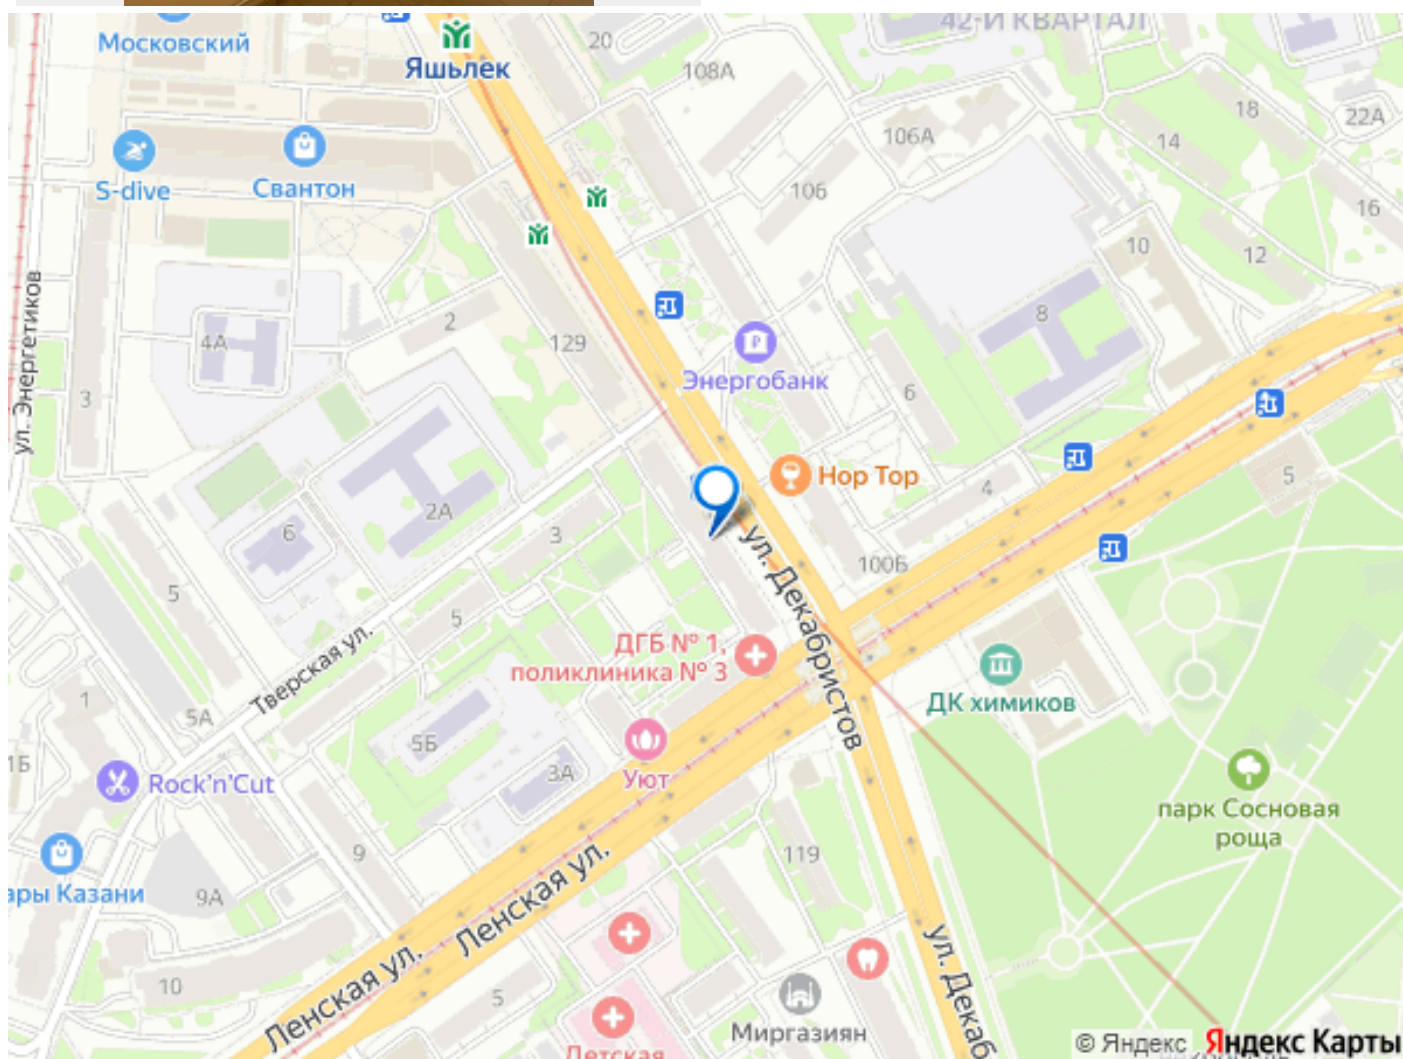 Московский
Яшьлек
20
108А
42-Й КВАРТАЛ
18
22А
14
106А
S-dive
Свантон
106
16
10
12
ул. Энергетиков
4А
2
129
8
3
Энергобанк
6
Нор Тор
4
5
2А
6
3
100Б
ул. Декабристов
5
5
Тверская ул.
ДГБ № 1,
поликлиника № 3
ДК химиков
1
5А
5Б
3А
1Б
Rock'n'Cut
Уют
парк Сосновая
роща
9
119
ары Казани
9А
Ленская ул.
Ленская ул.
ул. Декаб
10
5
Миргазиян
Детская
© Яндекс
Яндекс Карты